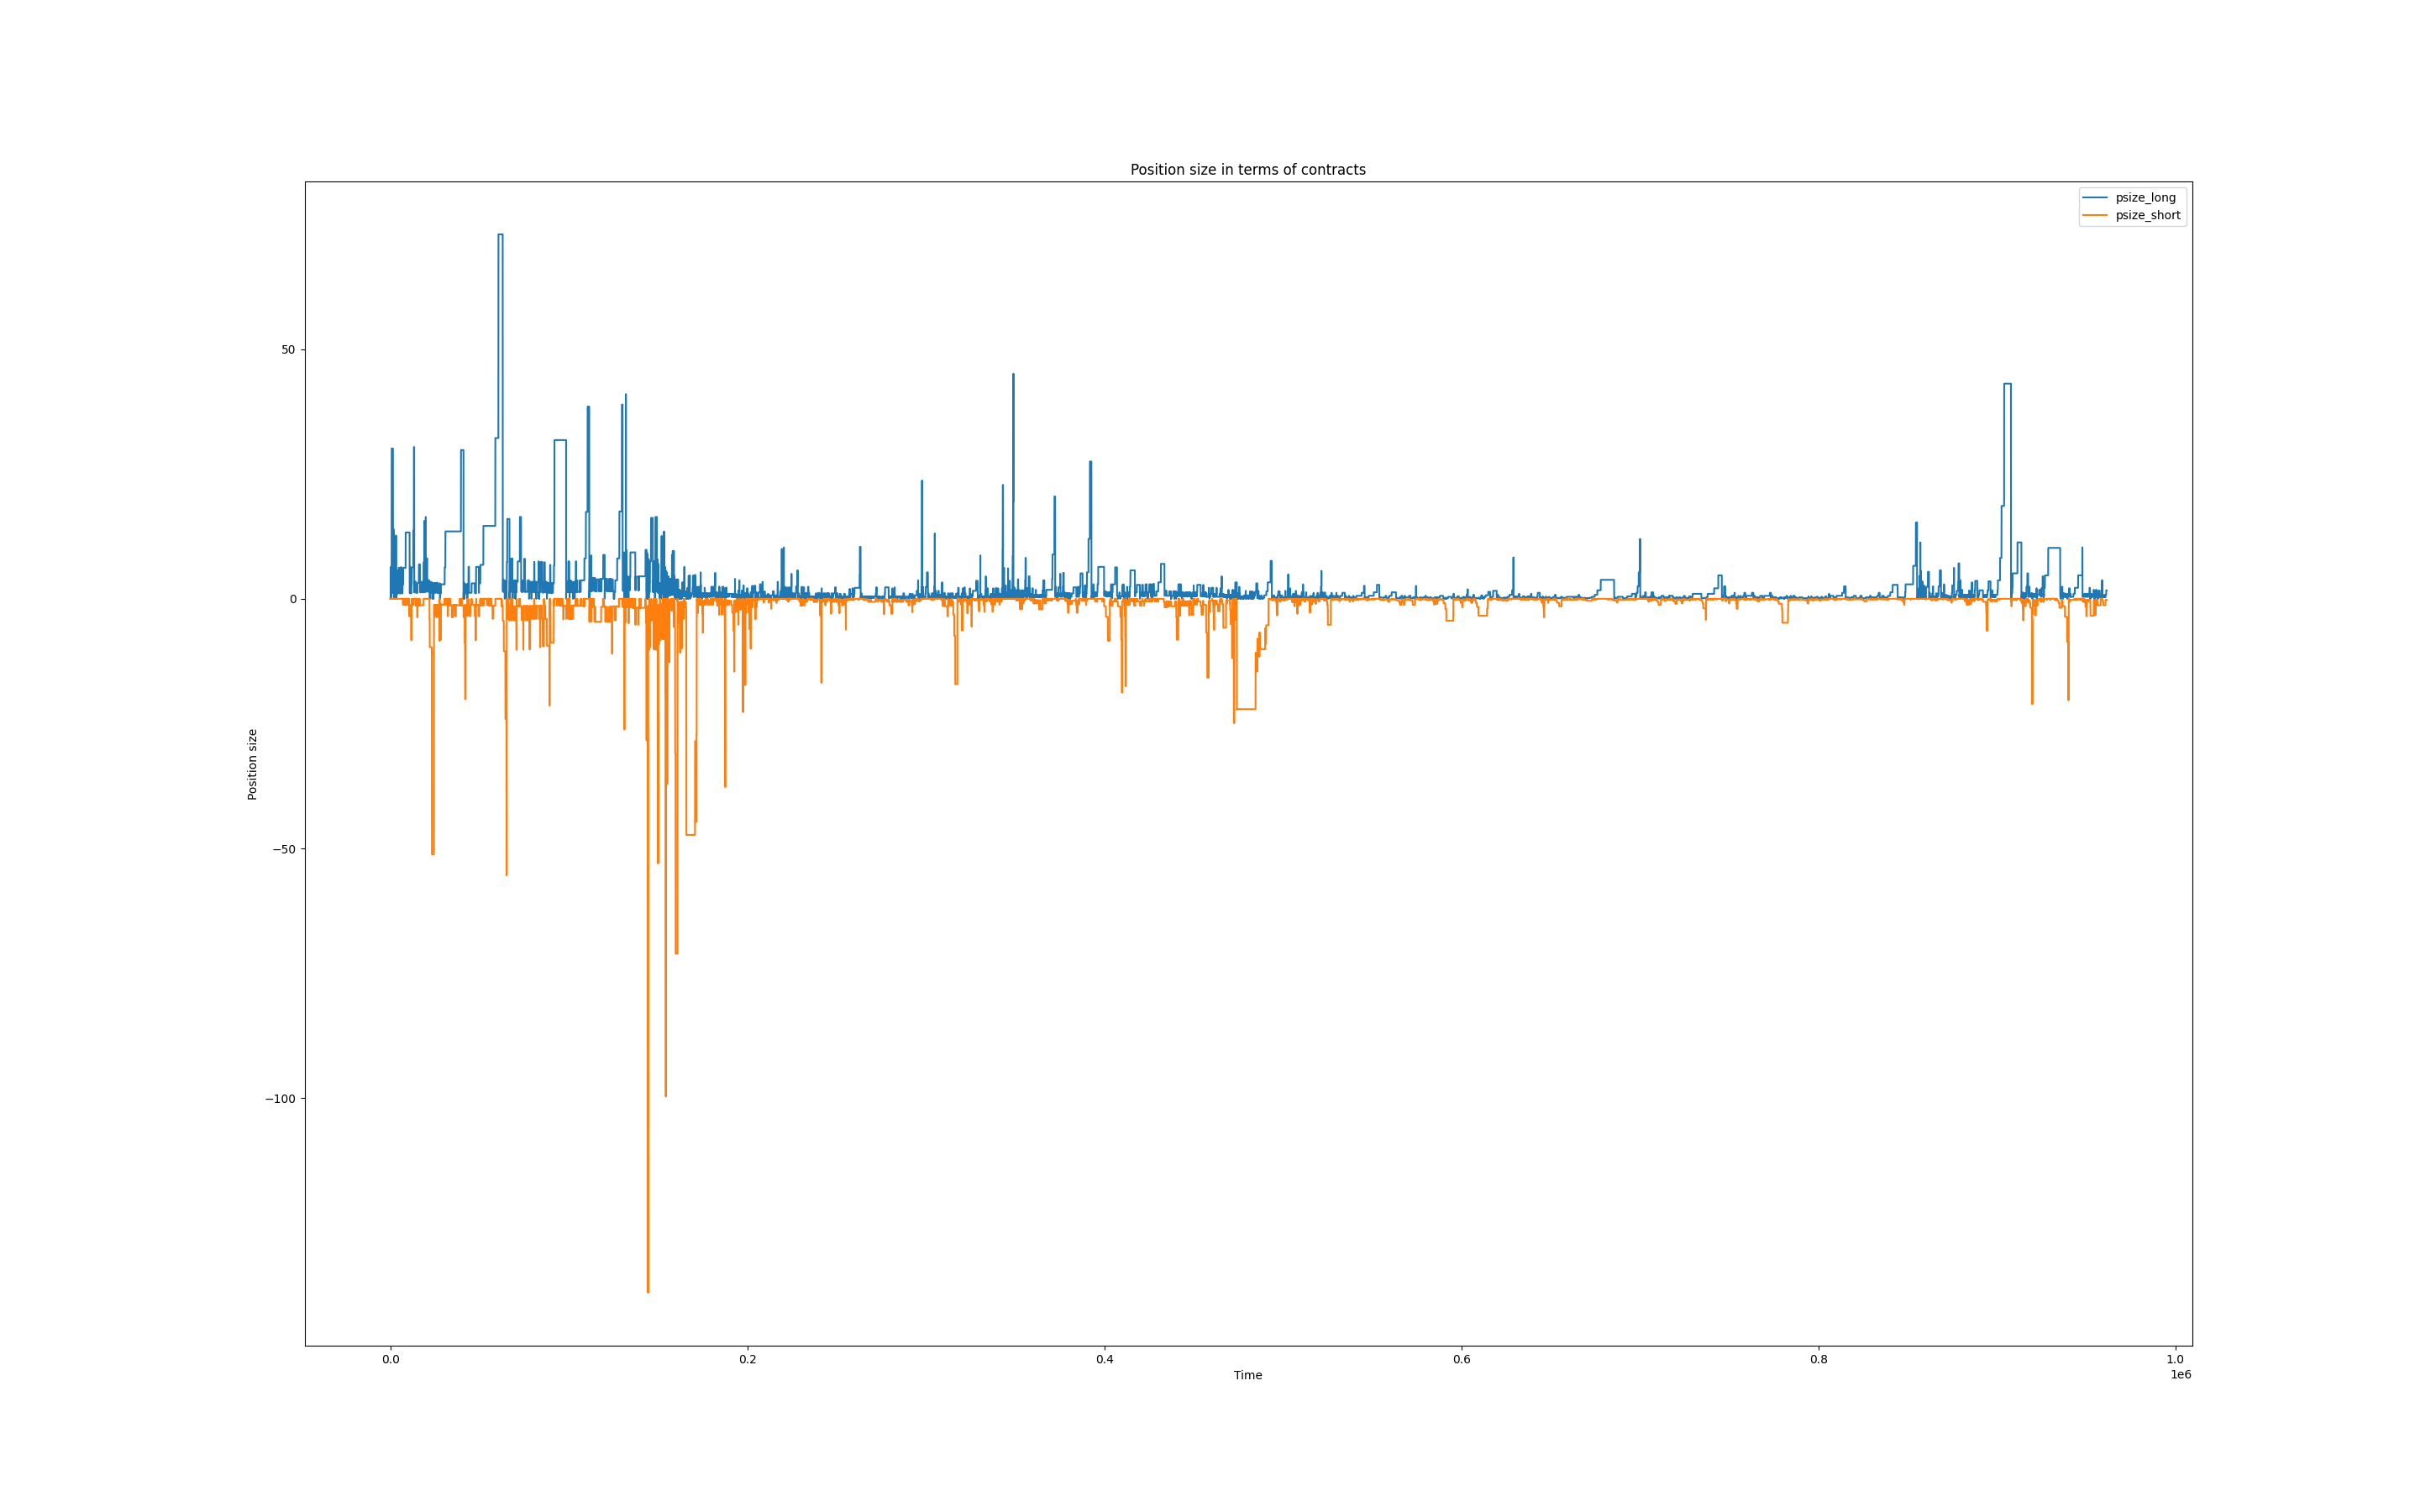 Position size in terms of contracts
psize_long
psize_short
Position size
50
0
−50
−100
0.0
0.2
0.4
0.6
0.8
1.0
Time
1e6